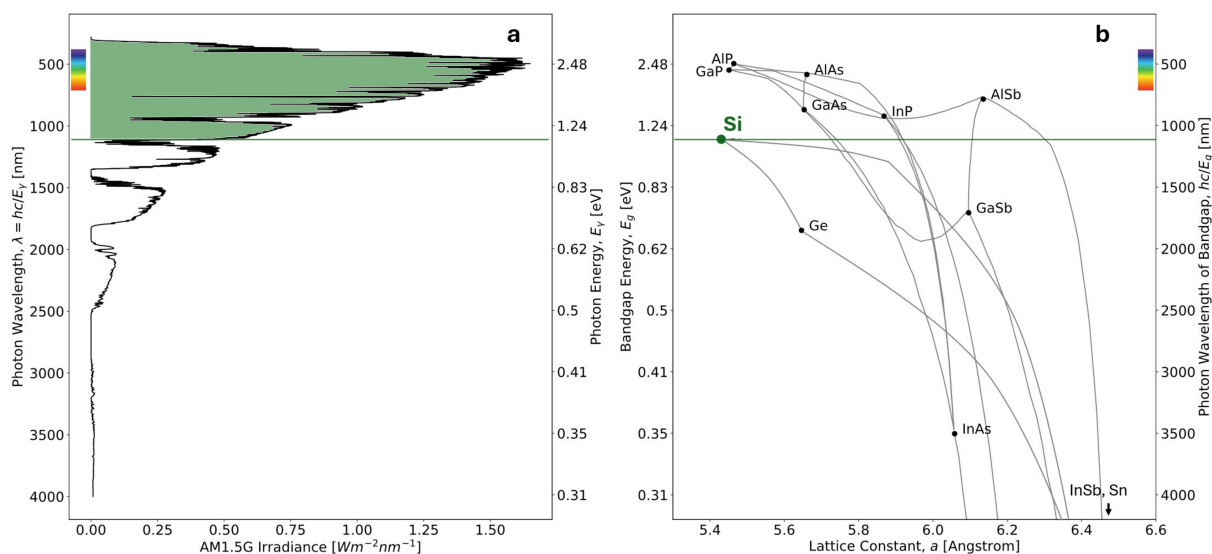 a
500
1000
1500
2000
2500
3000
3500
4000
Photon Wavelength, λ = hc/Eγ [nm]
0.00 0.25 0.50 0.75 1.00 1.25 1.50
AM1.5G Irradiance [Wm⁻²nm⁻¹]
2.48
1.24
0.83
0.62
0.5
0.41
0.35
0.31
Photon Energy, Eγ [eV]
b
2.48
1.24
0.83
0.62
0.5
0.41
0.35
0.31
Bandgap Energy, Eg [eV]
AlP
GaP
AlAs
GaAs
InP
AlSb
Si
GaSb
Ge
InAs
InSb, Sn
5.4 5.6 5.8 6.0 6.2 6.4 6.6
Lattice Constant, a [Angstrom]
500
1000
1500
2000
2500
3000
3500
4000
Photon Wavelength of Bandgap, hc/Eg [nm]